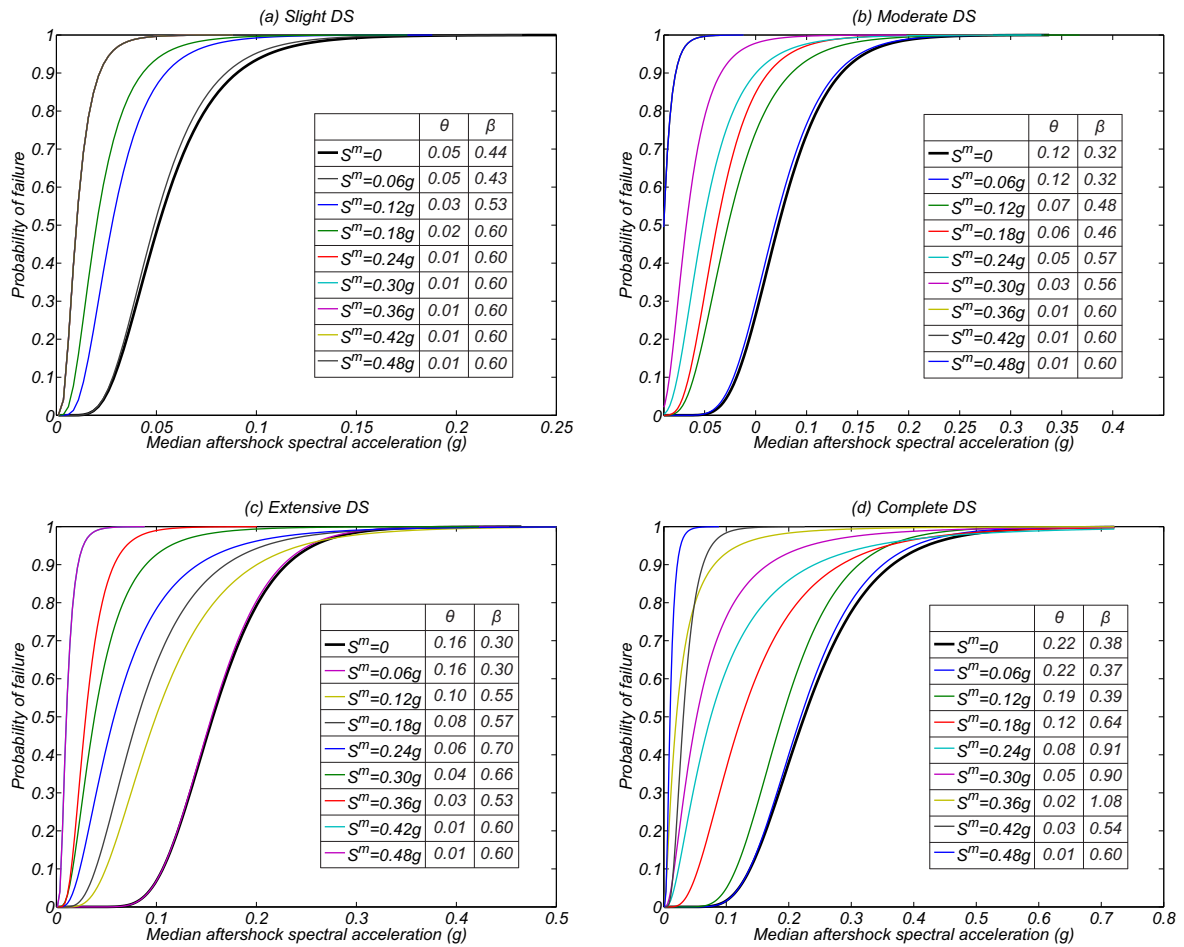 (a) Slight DS
1
0.9
0.8
0.7
0.6
0.5
0.4
0.3
0.2
0.1
0
Probability of failure
θ β
S^m=0 0.05 0.44
S^m=0.06g 0.05 0.43
S^m=0.12g 0.03 0.53
S^m=0.18g 0.02 0.60
S^m=0.24g 0.01 0.60
S^m=0.30g 0.01 0.60
S^m=0.36g 0.01 0.60
S^m=0.42g 0.01 0.60
S^m=0.48g 0.01 0.60
0 0.05 0.1 0.15 0.2 0.25
Median aftershock spectral acceleration (g)
(b) Moderate DS
1
0.9
0.8
0.7
0.6
0.5
0.4
0.3
0.2
0.1
0
Probability of failure
θ β
S^m=0 0.12 0.32
S^m=0.06g 0.12 0.32
S^m=0.12g 0.07 0.48
S^m=0.18g 0.06 0.46
S^m=0.24g 0.05 0.57
S^m=0.30g 0.03 0.56
S^m=0.36g 0.01 0.60
S^m=0.42g 0.01 0.60
S^m=0.48g 0.01 0.60
0.05 0 0.1 0.15 0.2 0.25 0.3 0.35 0.4
Median aftershock spectral acceleration (g)
(c) Extensive DS
1
0.9
0.8
0.7
0.6
0.5
0.4
0.3
0.2
0.1
0
Probability of failure
θ β
S^m=0 0.16 0.30
S^m=0.06g 0.16 0.30
S^m=0.12g 0.10 0.55
S^m=0.18g 0.08 0.57
S^m=0.24g 0.06 0.70
S^m=0.30g 0.04 0.66
S^m=0.36g 0.03 0.53
S^m=0.42g 0.01 0.60
S^m=0.48g 0.01 0.60
0 0.1 0.2 0.3 0.4 0.5
Median aftershock spectral acceleration (g)
(d) Complete DS
1
0.9
0.8
0.7
0.6
0.5
0.4
0.3
0.2
0.1
0
Probability of failure
θ β
S^m=0 0.22 0.38
S^m=0.06g 0.22 0.37
S^m=0.12g 0.19 0.39
S^m=0.18g 0.12 0.64
S^m=0.24g 0.08 0.91
S^m=0.30g 0.05 0.90
S^m=0.36g 0.02 1.08
S^m=0.42g 0.03 0.54
S^m=0.48g 0.01 0.60
0 0.1 0.2 0.3 0.4 0.5 0.6 0.7 0.8
Median aftershock spectral acceleration (g)